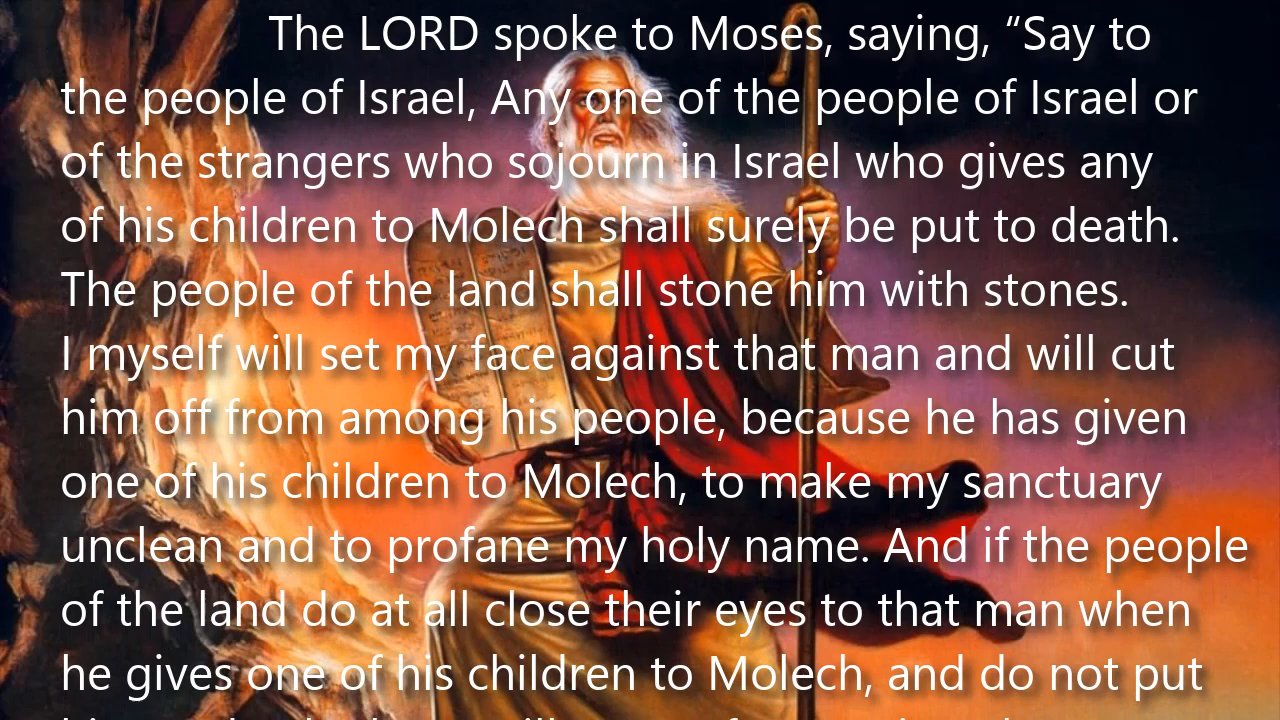 The LORD spoke to Moses, saying, “Say to
the people of Israel, Any one of the people of Israel or
of the strangers who sojourn in Israel who gives any
of his children to Molech shall surely be put to death.
The people of the land shall stone him with stones.
I myself will set my face against that man and will cut
him off from among his people, because he has given
one of his children to Molech, to make my sanctuary
unclean and to profane my holy name. And if the people
of the land do at all close their eyes to that man when
he gives one of his children to Molech, and do not put